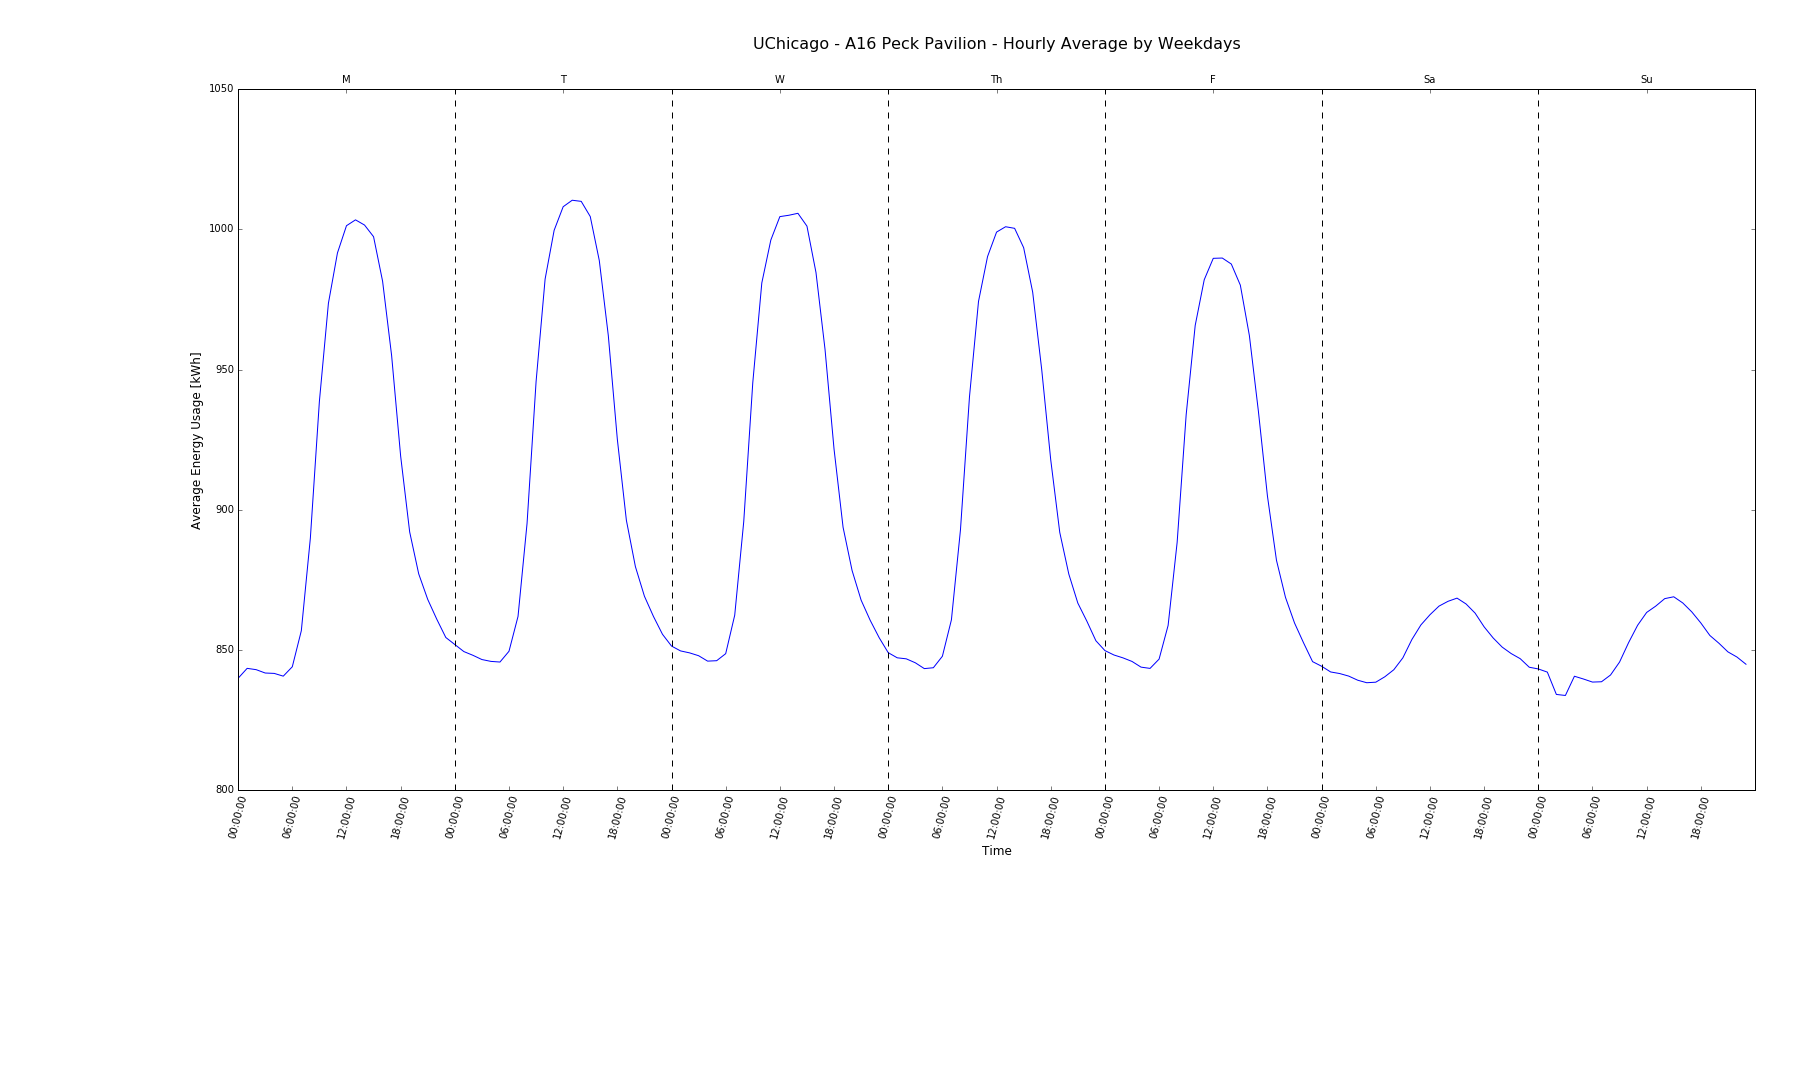 UChicago - A16 Peck Pavilion - Hourly Average by Weekdays
M T W Th F Sa Su
1050
1000
950
900
850
800
Average Energy Usage [kWh]
00:00:00 06:00:00 12:00:00 18:00:00 00:00:00 06:00:00 12:00:00 18:00:00 00:00:00 06:00:00 12:00:00 18:00:00 00:00:00 06:00:00 12:00:00 18:00:00 00:00:00 06:00:00 12:00:00 18:00:00 00:00:00 06:00:00 12:00:00 18:00:00 00:00:00 06:00:00 12:00:00 18:00:00
Time